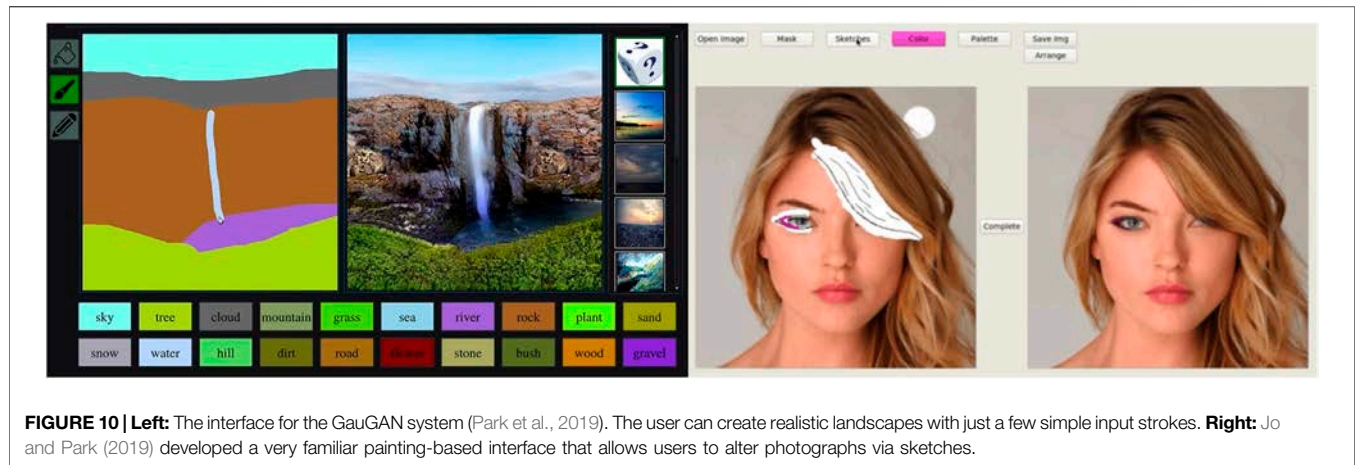 Open Image
Mask
Sketches
Color
Palette
Save Img
Arrange
Complete
sky
tree
cloud
mountain
grass
sea
river
rock
plant
sand
snow
water
hill
dirt
road
flower
stone
bush
wood
gravel
FIGURE 10 | Left: The interface for the GauGAN system (Park et al., 2019). The user can create realistic landscapes with just a few simple input strokes. Right: Jo
and Park (2019) developed a very familiar painting-based interface that allows users to alter photographs via sketches.